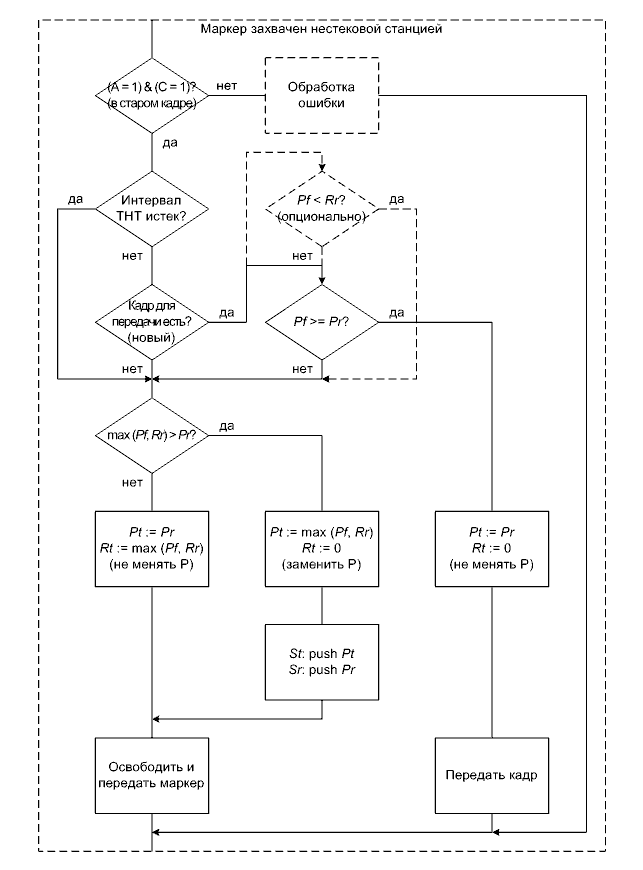 Маркер захвачен нестековой станцией
(A = 1) & (C = 1)?
(в старом кадре)
нет
Обработка
ошибки
да
да
Интервал
ТНТ истек?
Pf < Rr?
(опционально)
да
нет
нет
Кадр для
передачи есть?
(новый)
да
Pf >= Pr?
да
нет
нет
max (Pf, Rr) > Pr?
да
нет
Pt := Pr
Rt := max (Pf, Rr)
(не менять P)
Pt := max (Pf, Rr)
Rt := 0
(заменить P)
Pt := Pr
Rt := 0
(не менять P)
St: push Pt
Sr: push Pr
Освободить и
передать маркер
Передать кадр